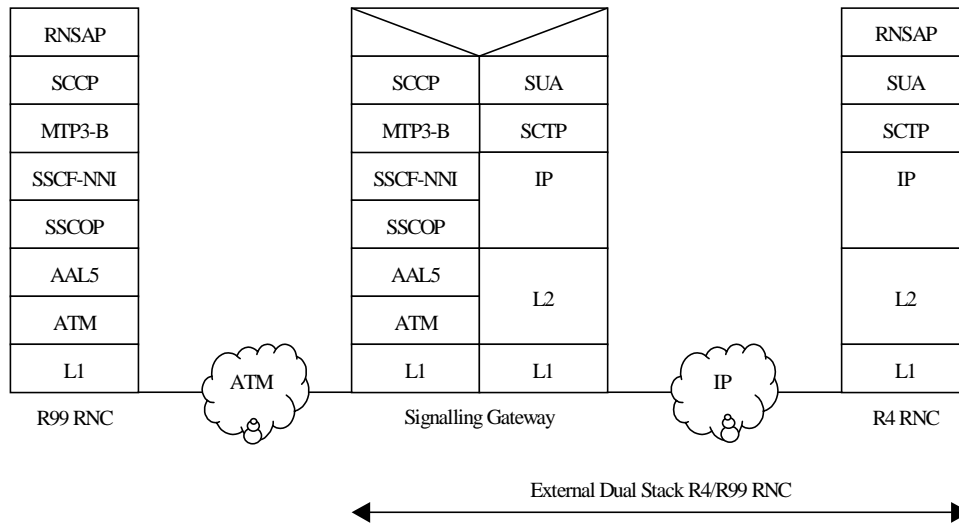 RNSAP
RNSAP
SCCP
SCCP
SUA
SUA
MTP3-B
MTP3-B
SCTP
SCTP
SSCF-NNI
SSCF-NNI
IP
IP
SSCOP
SSCOP
AAL5
AAL5
L2
L2
ATM
ATM
L1
ATM
L1
L1
IP
L1
R99 RNC
Signalling Gateway
R4 RNC
External Dual Stack R4/R99 RNC